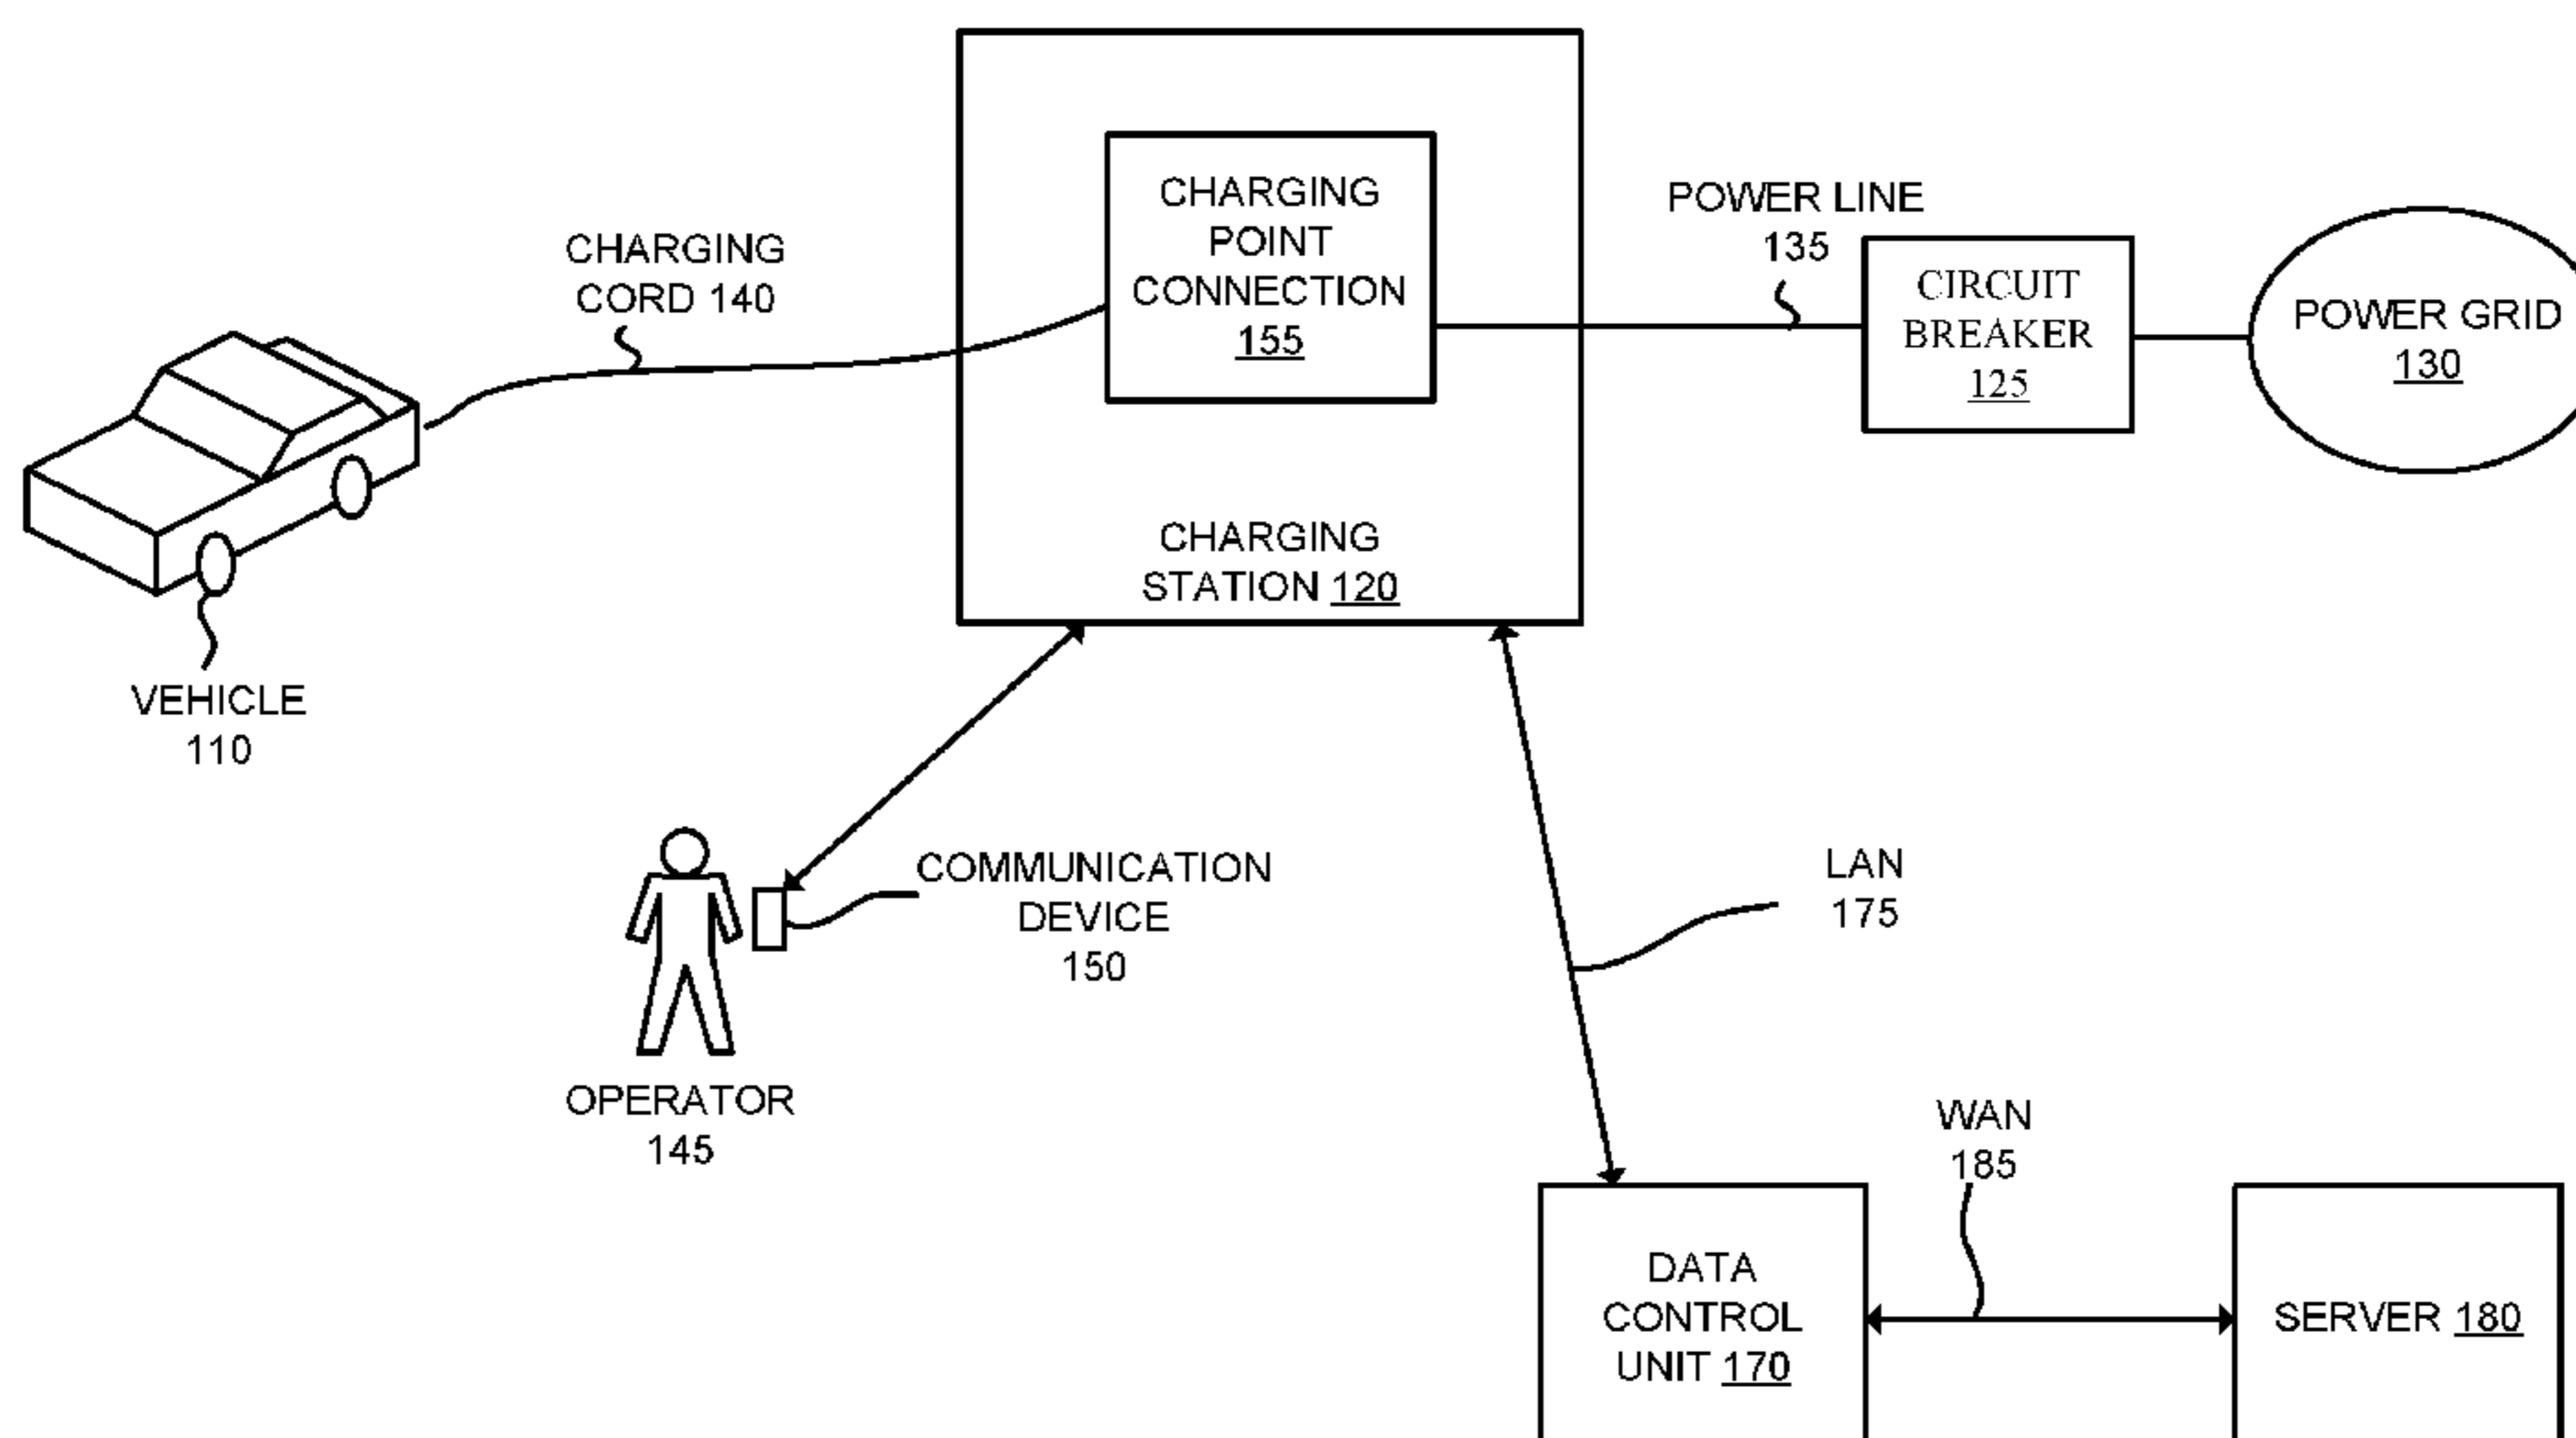 CHARGING
POINT
CONNECTION
155
CHARGING
STATION 120
CHARGING
CORD 140
POWER LINE
135
CIRCUIT
BREAKER
125
POWER GRID
130
VEHICLE
110
COMMUNICATION
DEVICE
150
OPERATOR
145
LAN
175
WAN
185
DATA
CONTROL
UNIT 170
SERVER 180